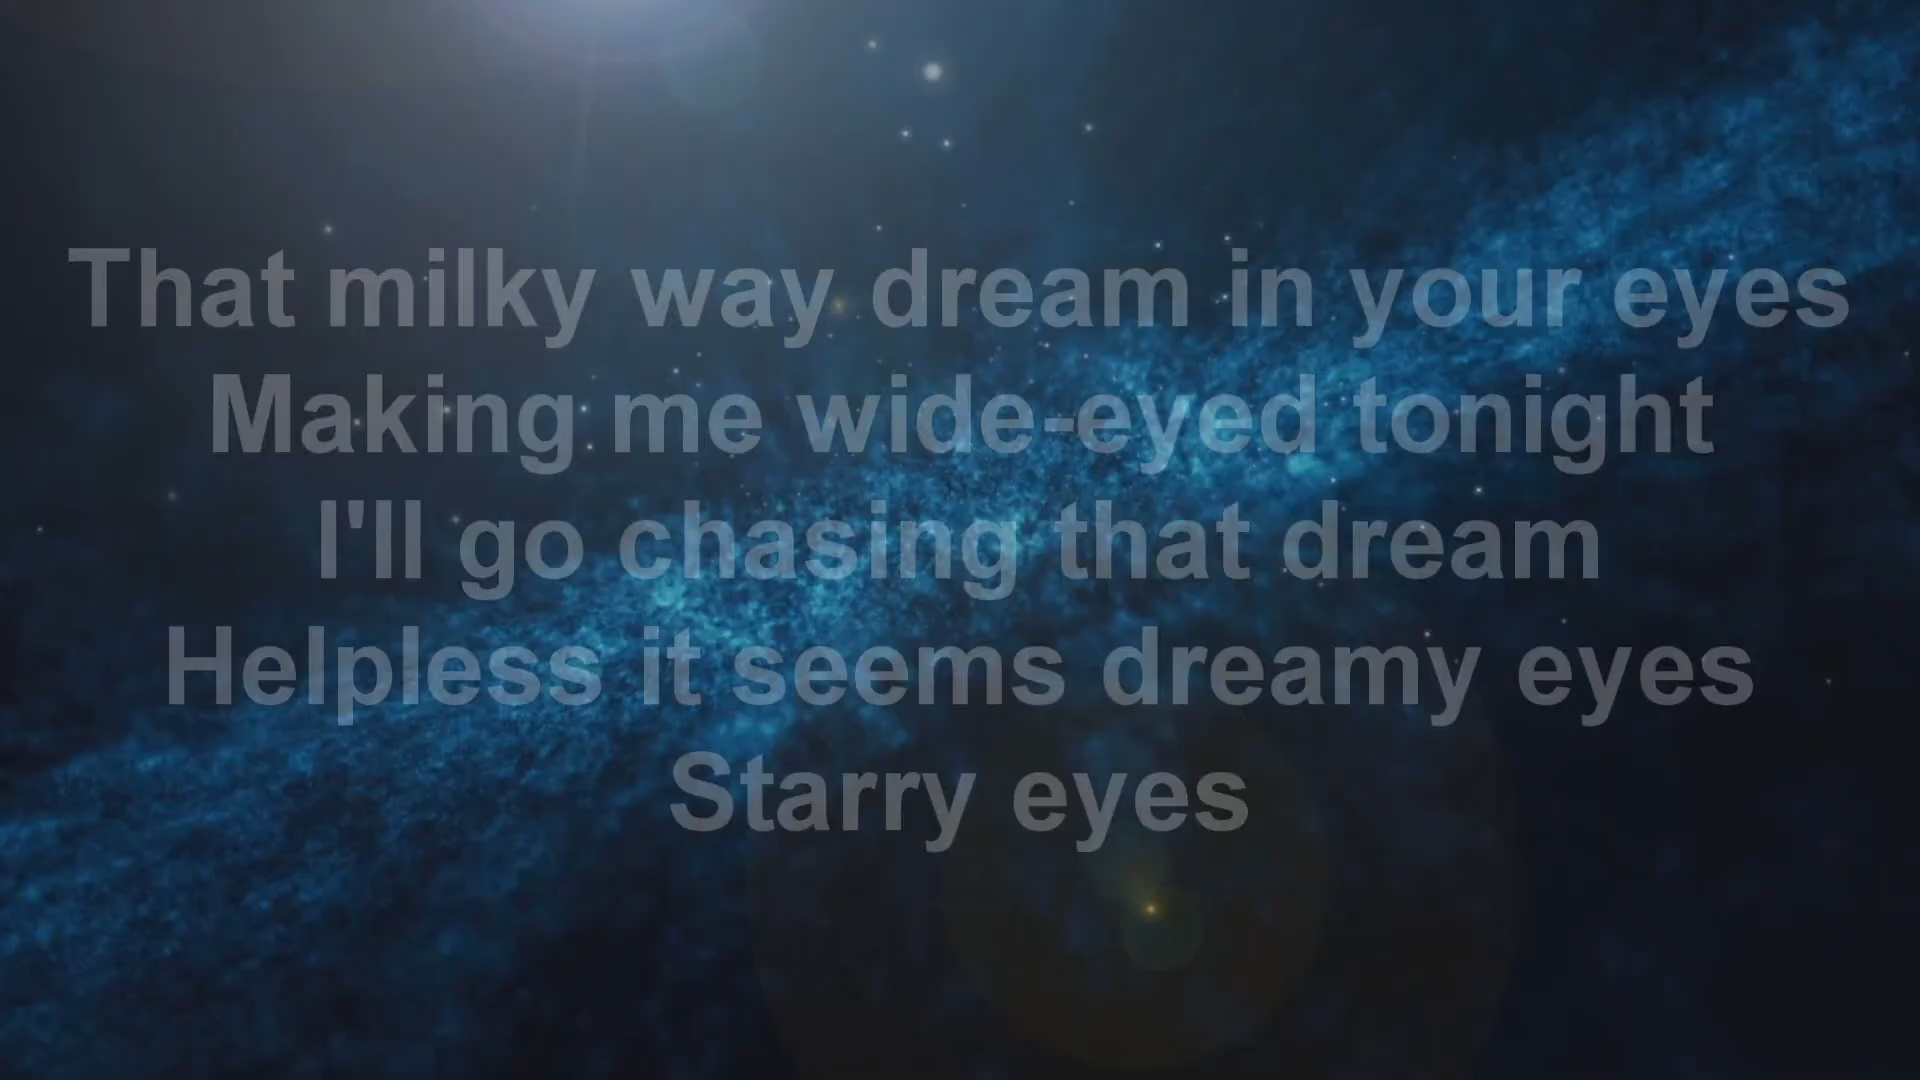 That milky way dream in your eyes
Making me wide-eyed tonight
I'll go chasing that dream
Helpless it seems dreamy eyes
Starry eyes